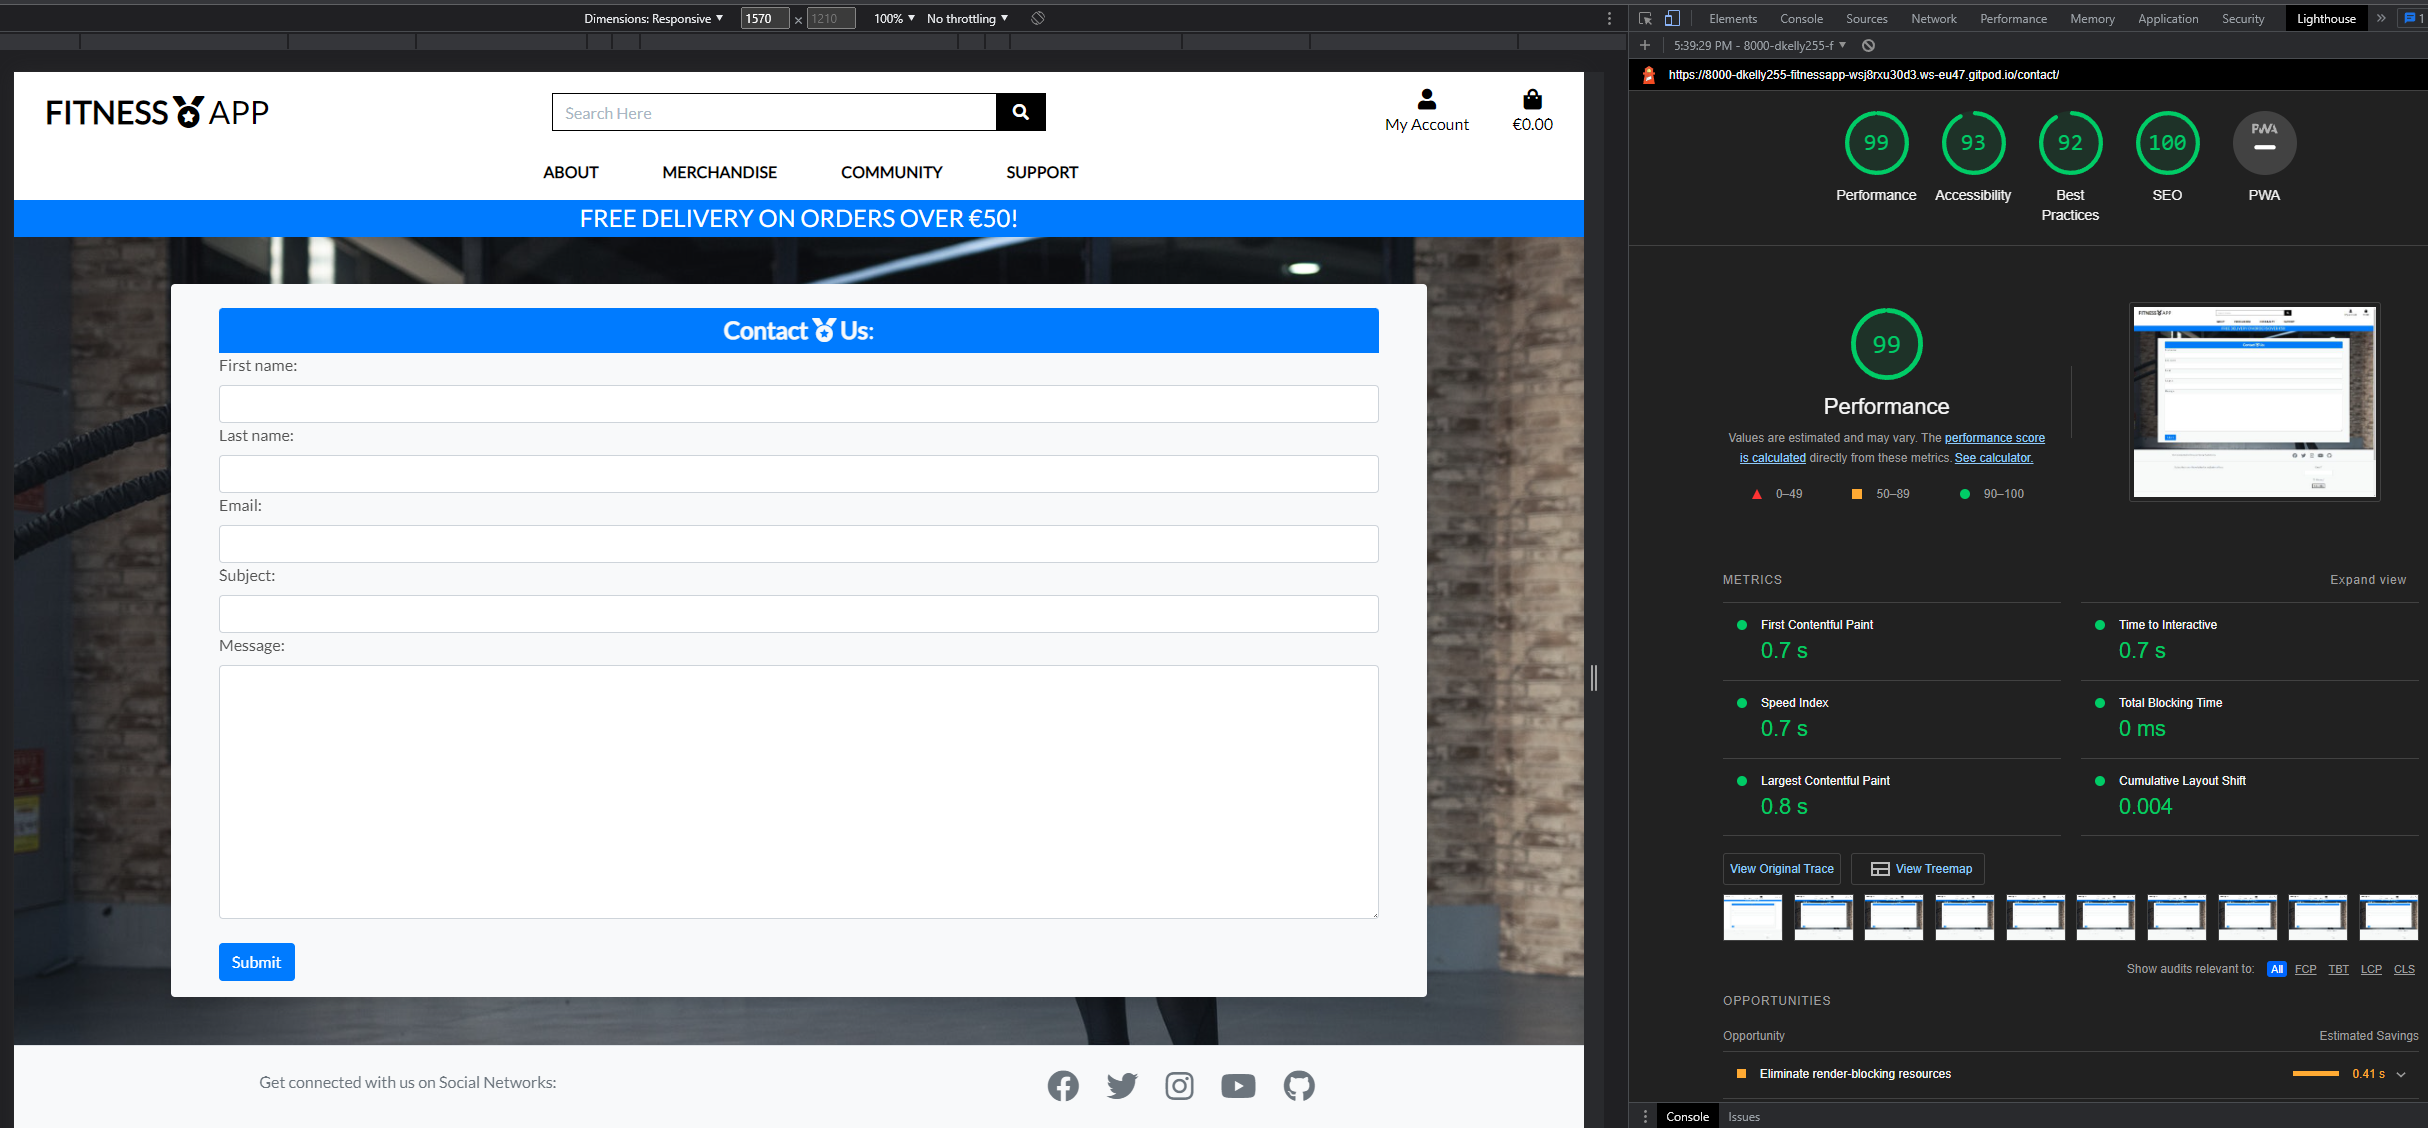 Dimensions: Responsive ▼ 1570 × 1210 100% ▼ No throttling ▼
FITNESS APP
Search Here
My Account
€0.00
ABOUT MERCHANDISE COMMUNITY SUPPORT
FREE DELIVERY ON ORDERS OVER €50!
Contact Us:
First name:
Last name:
Email:
Subject:
Message:
Submit
Get connected with us on Social Networks:
Elements Console Sources Network Performance Memory Application Security Lighthouse » 1
+ 5:39:29 PM - 8000-dkelly255-f ▼
https://8000-dkelly255-fitnessapp-wsj8rxu30d3.ws-eu47.gitpod.io/contact/
99 93 92 100 PWA
Performance Accessibility Best Practices SEO PWA
99
Performance
Values are estimated and may vary. The performance score
is calculated directly from these metrics. See calculator.
0–49 50–89 90–100
METRICS Expand view
First Contentful Paint
0.7 s
Time to Interactive
0.7 s
Speed Index
0.7 s
Total Blocking Time
0 ms
Largest Contentful Paint
0.8 s
Cumulative Layout Shift
0.004
View Original Trace View Treemap
Show audits relevant to: All FCP TBT LCP CLS
OPPORTUNITIES
Opportunity Estimated Savings
Eliminate render-blocking resources 0.41 s
Console Issues